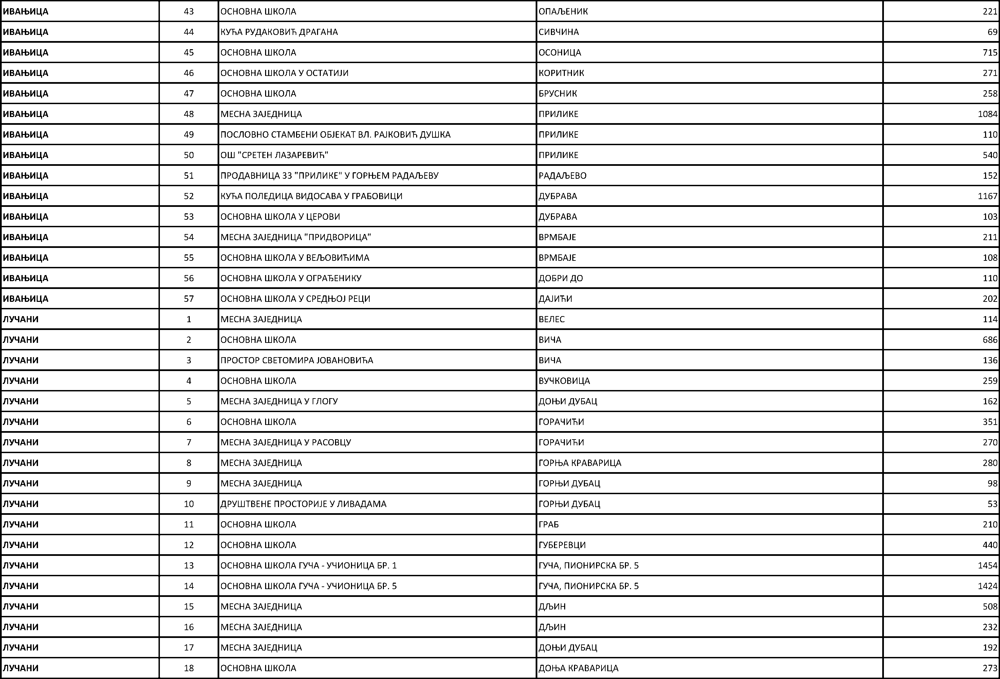 ИВАЊИЦА 43 ОСНОВНА ШКОЛА ОПАЉЕНИК 221
ИВАЊИЦА 44 КУЋА РУДАКОВИЋ ДРАГАНА СИВЧИНА 69
ИВАЊИЦА 45 ОСНОВНА ШКОЛА ОСОНИЦА 715
ИВАЊИЦА 46 ОСНОВНА ШКОЛА У ОСТАТИЈИ КОРИТНИК 271
ИВАЊИЦА 47 ОСНОВНА ШКОЛА БРУСНИК 258
ИВАЊИЦА 48 МЕСНА ЗАЈЕДНИЦА ПРИЛИКЕ 1084
ИВАЊИЦА 49 ПОСЛОВНО СТАМБЕНИ ОБЈЕКАТ ВЛ. РАЈКОВИЋ ДУШКА ПРИЛИКЕ 110
ИВАЊИЦА 50 ОШ "СРЕТЕН ЛАЗАРЕВИЋ" ПРИЛИКЕ 540
ИВАЊИЦА 51 ПРОДАВНИЦА ЗЗ "ПРИЛИКЕ" У ГОРЊЕМ РАДАЉЕВУ РАДАЉЕВО 152
ИВАЊИЦА 52 КУЋА ПОЛЕДИЦА ВИДОСАВА У ГРАБОВИЦИ ДУБРАВА 1167
ИВАЊИЦА 53 ОСНОВНА ШКОЛА У ЦЕРОВИ ДУБРАВА 103
ИВАЊИЦА 54 МЕСНА ЗАЈЕДНИЦА "ПРИДВОРИЦА" ВРМБАЈЕ 211
ИВАЊИЦА 55 ОСНОВНА ШКОЛА У ВЕЉОВИЋИМА ВРМБАЈЕ 108
ИВАЊИЦА 56 ОСНОВНА ШКОЛА У ОГРАЂЕНИКУ ДОБРИ ДО 110
ИВАЊИЦА 57 ОСНОВНА ШКОЛА У СРЕДЊОЈ РЕЦИ ДАЈИЋИ 202
ЛУЧАНИ 1 МЕСНА ЗАЈЕДНИЦА ВЕЛЕС 114
ЛУЧАНИ 2 ОСНОВНА ШКОЛА ВИЧА 686
ЛУЧАНИ 3 ПРОСТОР СВЕТОМИРА ЈОВАНОВИЋА ВИЧА 136
ЛУЧАНИ 4 ОСНОВНА ШКОЛА ВУЧКОВИЦА 259
ЛУЧАНИ 5 МЕСНА ЗАЈЕДНИЦА У ГЛОГУ ДОЊИ ДУБАЦ 162
ЛУЧАНИ 6 ОСНОВНА ШКОЛА ГОРАЧИЋИ 351
ЛУЧАНИ 7 МЕСНА ЗАЈЕДНИЦА У РАСОВЦУ ГОРАЧИЋИ 270
ЛУЧАНИ 8 МЕСНА ЗАЈЕДНИЦА ГОРЊА КРАВАРИЦА 280
ЛУЧАНИ 9 МЕСНА ЗАЈЕДНИЦА ГОРЊИ ДУБАЦ 98
ЛУЧАНИ 10 ДРУШТВЕНЕ ПРОСТОРИЈЕ У ЛИВАДАМА ГОРЊИ ДУБАЦ 53
ЛУЧАНИ 11 ОСНОВНА ШКОЛА ГРАБ 210
ЛУЧАНИ 12 ОСНОВНА ШКОЛА ГУБЕРЕВЦИ 440
ЛУЧАНИ 13 ОСНОВНА ШКОЛА ГУЧА - УЧИОНИЦА БР. 1 ГУЧА, ПИОНИРСКА БР. 5 1454
ЛУЧАНИ 14 ОСНОВНА ШКОЛА ГУЧА - УЧИОНИЦА БР. 5 ГУЧА, ПИОНИРСКА БР. 5 1424
ЛУЧАНИ 15 МЕСНА ЗАЈЕДНИЦА ДЉИН 508
ЛУЧАНИ 16 МЕСНА ЗАЈЕДНИЦА ДЉИН 232
ЛУЧАНИ 17 МЕСНА ЗАЈЕДНИЦА ДОЊИ ДУБАЦ 192
ЛУЧАНИ 18 ОСНОВНА ШКОЛА ДОЊА КРАВАРИЦА 273